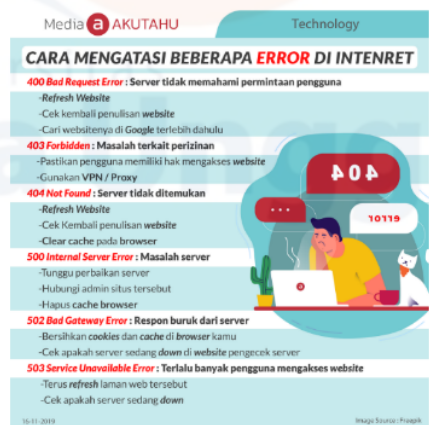 Media a AKUTAHU
Technology
CARA MENGATASI BEBERAPA ERROR DI INTENRET
400 Bad Request Error : Server tidak memahami permintaan pengguna
-Refresh Website
-Cek kembali penulisan website
-Cari websitenya di Google terlebih dahulu
403 Forbidden : Masalah terkait perizinan
-Pastikan pengguna memiliki hak mengakses website
-Gunakan VPN / Proxy
404 Not Found : Server tidak ditemukan
-Refresh Website
-Cek Kembali penulisan website
-Clear cache pada browser
500 Internal Server Error : Masalah server
-Tunggu perbaikan server
-Hubungi admin situs tersebut
-Hapus cache browser
502 Bad Gateway Error : Respon buruk dari server
-Bersihkan cookies dan cache di browser kamu
-Cek apakah server sedang down di website pengecek server
503 Service Unavailable Error : Terlalu banyak pengguna mengakses website
-Terus refresh laman web tersebut
-Cek apakah server sedang down
404
error
16-11-2019
Image Source : Freepik